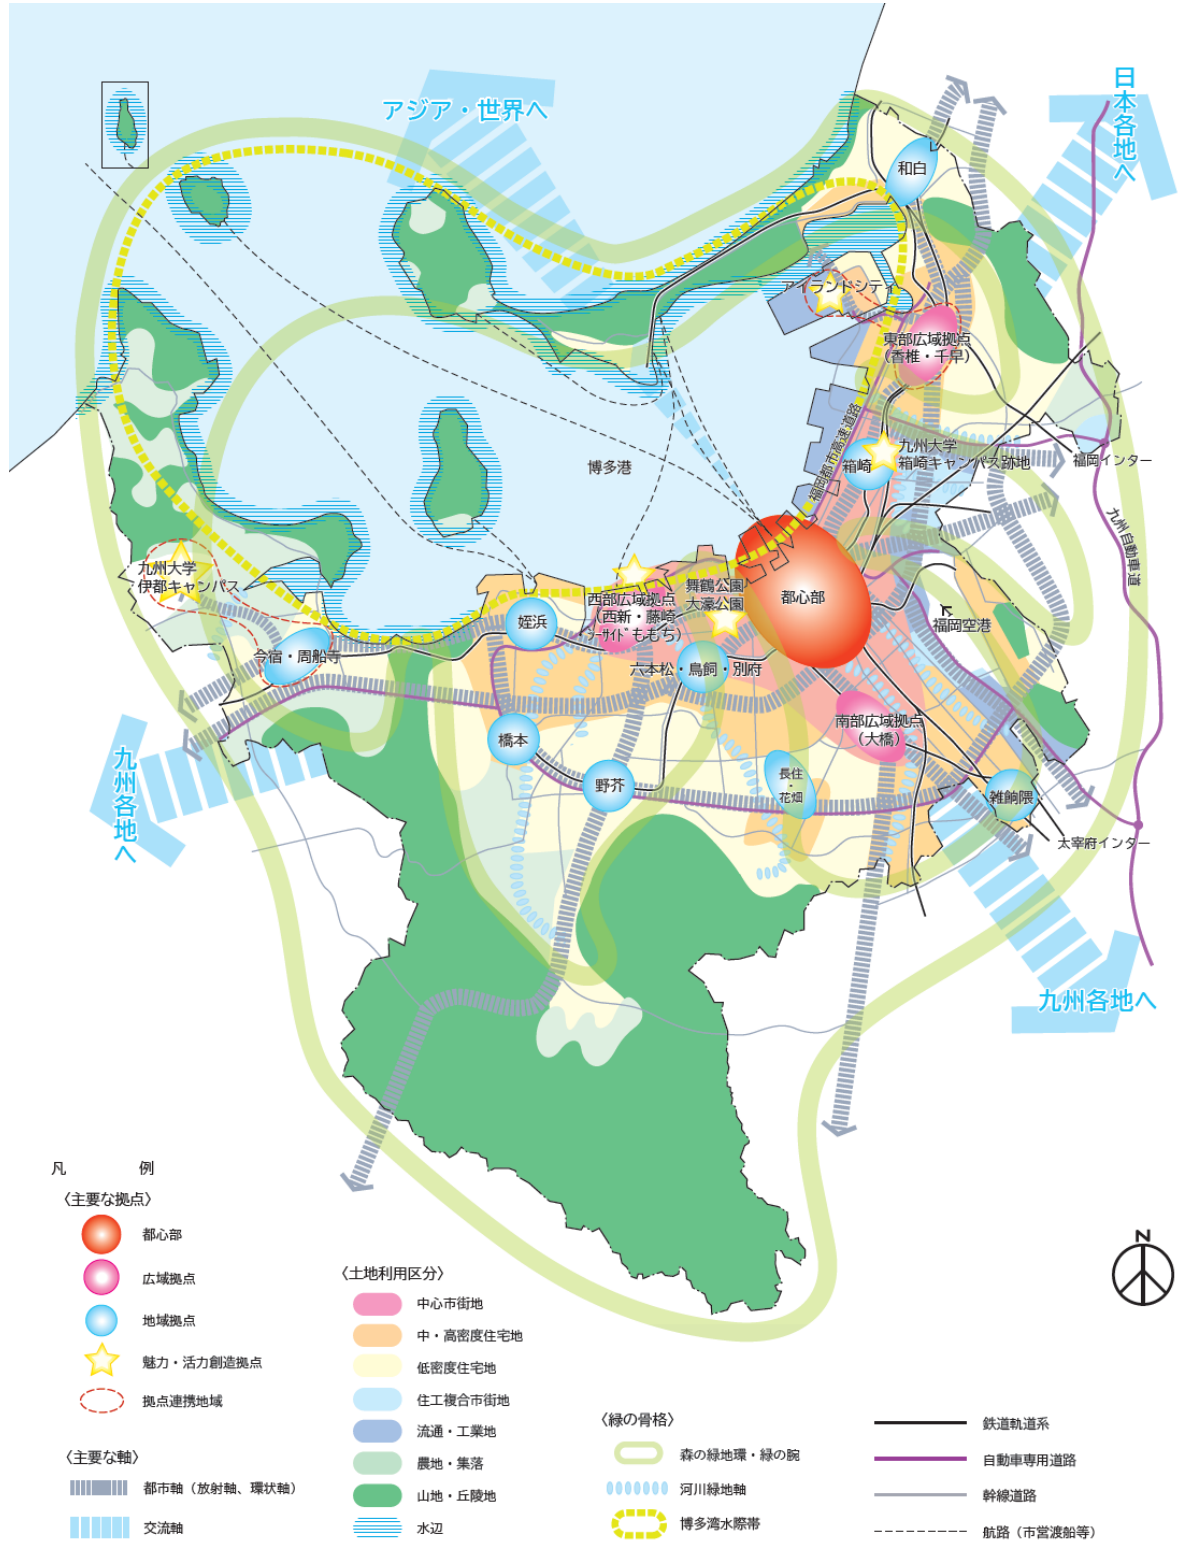 アジア・世界へ
日本各地へ
和白
アイランドシティ
東部広域拠点
（香椎・千早）
福岡都市高速道路
九州大学
箱崎キャンパス跡地
箱崎
福岡インター
博多港
九州自動車道
九州大学
伊都キャンパス
今宿・周船寺
姪浜
西部広域拠点
（西新・藤崎
シーサイドももち）
舞鶴公園
大濠公園
都心部
福岡空港
六本松・鳥飼・別府
南部広域拠点
（大橋）
橋本
野芥
長住
・
花畑
雑餉隈
太宰府インター
九州各地へ
九州各地へ
N
凡　例
〈主要な拠点〉
都心部
広域拠点
地域拠点
魅力・活力創造拠点
拠点連携地域
〈主要な軸〉
都市軸（放射軸、環状軸）
交流軸
〈土地利用区分〉
中心市街地
中・高密度住宅地
低密度住宅地
住工複合市街地
流通・工業地
農地・集落
山地・丘陵地
水辺
〈緑の骨格〉
森の緑地環・緑の腕
河川緑地軸
博多湾水際帯
鉄道軌道系
自動車専用道路
幹線道路
航路（市営渡船等）